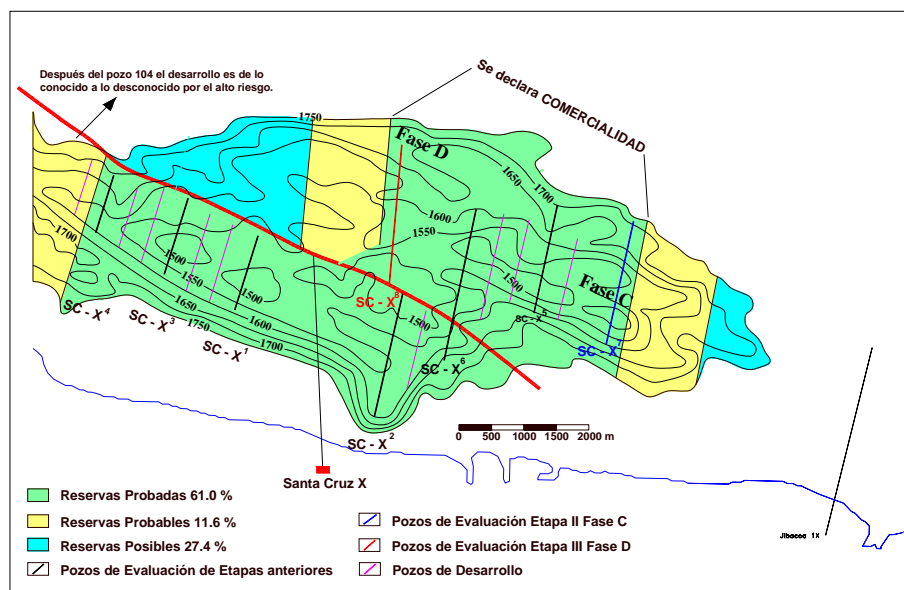 Después del pozo 104 el desarrollo es de lo
conocido a lo desconocido por el alto riesgo.
Se declara COMERCIALIDAD
1750
Fase D
1650
1700
1600
1550
1700
1500
1550
1500
1500
1500
Fase C
SC - X8
SC - X5
SC - X7
SC - X4
SC - X3
SC - X1
1650
1750
1600
1700
SC - X6
SC - X2
0 500 1000 1500 2000 m
Santa Cruz X
Reservas Probadas 61.0 %
Reservas Probables 11.6 %
Reservas Posibles 27.4 %
Pozos de Evaluación de Etapas anteriores
Pozos de Evaluación Etapa II Fase C
Pozos de Evaluación Etapa III Fase D
Pozos de Desarrollo
Jibacoa 1X